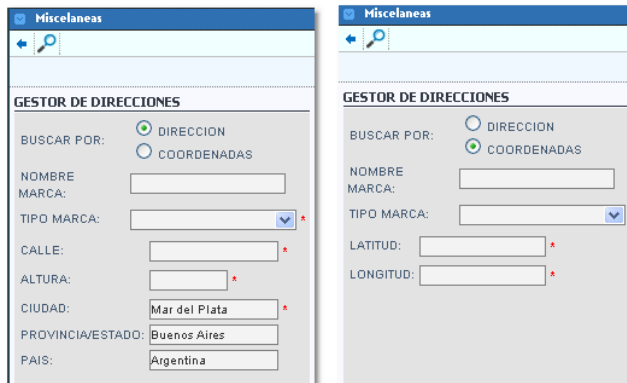 Miscelaneas
GESTOR DE DIRECCIONES
BUSCAR POR:
DIRECCION
COORDENADAS
NOMBRE
MARCA:
TIPO MARCA: *
CALLE: *
ALTURA: *
CIUDAD: Mar del Plata *
PROVINCIA/ESTADO: Buenos Aires
PAIS: Argentina
Miscelaneas
GESTOR DE DIRECCIONES
BUSCAR POR:
DIRECCION
COORDENADAS
NOMBRE
MARCA:
TIPO MARCA:
LATITUD: *
LONGITUD: *